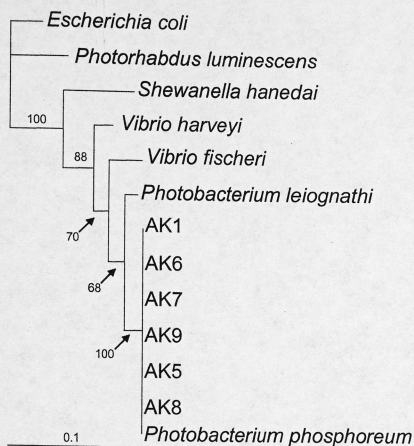 Escherichia coli
Photorhabdus luminescens
Shewanella hanedai
100
Vibrio harveyi
88
Vibrio fischeri
Photobacterium leiognathi
AK1
70
AK6
68
AK7
AK9
100
AK5
AK8
Photobacterium phosphoreum
0.1